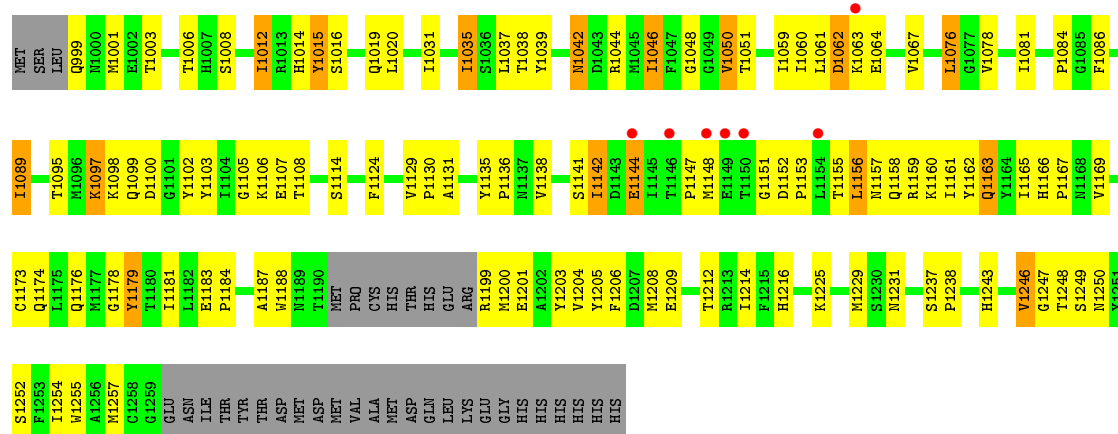 MET SER LEU Q999 N1000 M1001 E1002 T1003 T1006 H1007 S1008 I1012 R1013 H1014 Y1015 S1016 Q1019 L1020 I1031 I1035 S1036 L1037 T1038 Y1039 N1042 D1043 R1044 M1045 I1046 F1047 G1048 G1049 V1050 T1051 I1059 I1060 L1061 D1062 K1063 E1064 V1067 L1076 G1077 V1078 I1081 P1084 G1085 F1086
I1089 T1095 M1096 K1097 K1098 Q1099 D1100 G1101 Y1102 Y1103 I1104 G1105 K1106 E1107 T1108 S1114 F1124 V1129 P1130 A1131 Y1135 P1136 N1137 V1138 S1141 I1142 D1143 E1144 I1145 T1146 P1147 M1148 E1149 T1150 G1151 D1152 P1153 L1154 T1155 L1156 N1157 Q1158 R1159 K1160 I1161 Y1162 Q1163 Y1164 I1165 H1166 P1167 N1168 V1169
C1173 Q1174 L1175 Q1176 M1177 G1178 Y1179 T1180 I1181 L1182 E1183 P1184 A1187 W1188 N1189 T1190 MET PRO CYS HIS THR HIS GLU ARG R1199 M1200 E1201 A1202 Y1203 V1204 Y1205 F1206 D1207 M1208 E1209 T1212 R1213 I1214 F1215 H1216 K1225 M1229 S1230 N1231 S1237 P1238 H1243 V1246 G1247 T1248 S1249 N1250 Y1251
S1252 F1253 I1254 W1255 A1256 M1257 C1258 G1259 GLU ASN ILE THR TYR THR ASP MET ASP MET VAL ALA MET ASP GLN LEU LYS GLU GLY HIS HIS HIS HIS HIS HIS